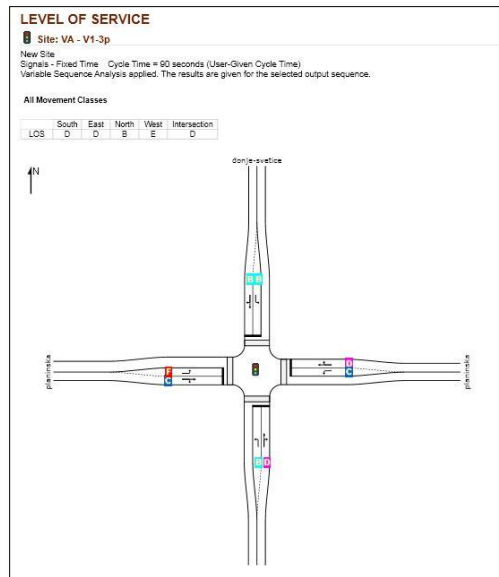 LEVEL OF SERVICE
Site: VA - V1-3p
New Site
Signals - Fixed Time Cycle Time = 90 seconds (User-Given Cycle Time)
Variable Sequence Analysis applied. The results are given for the selected output sequence.
All Movement Classes
South East North West Intersection
LOS D D B E D
N
donje-svetice
B B
planinska
F
C
D
C
planinska
B D